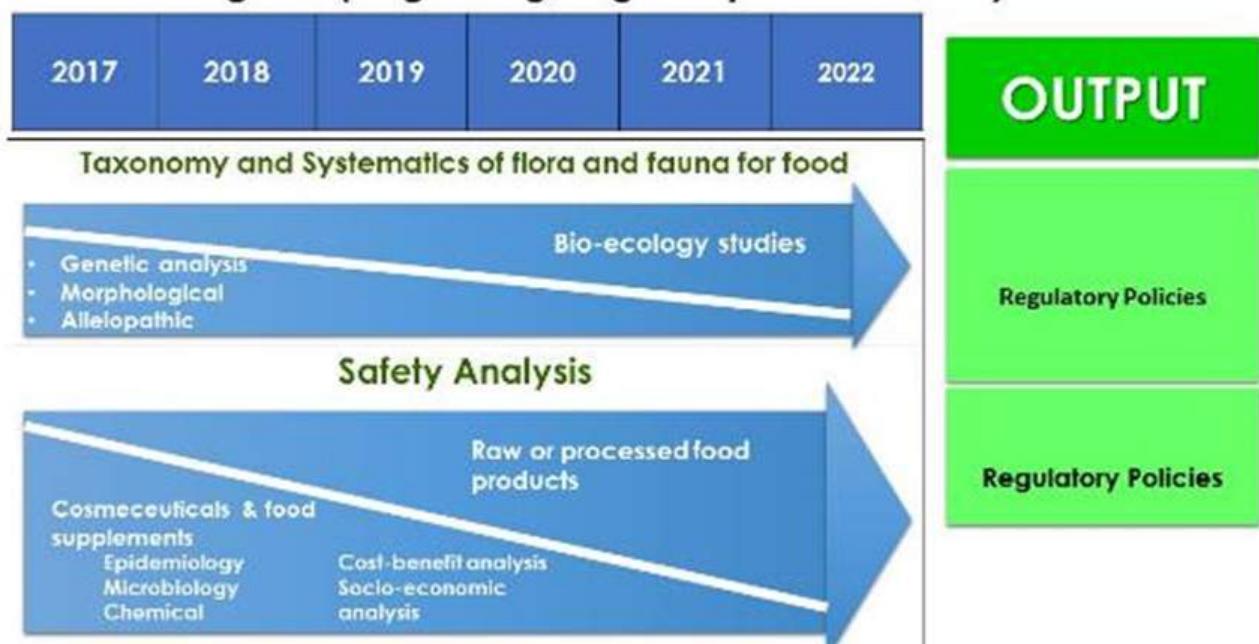 2017 2018 2019 2020 2021 2022
OUTPUT
Taxonomy and Systematics of flora and fauna for food
Bio-ecology studies
• Genetic analysis
• Morphological
• Allelopathic
Regulatory Policies
Safety Analysis
Raw or processed food
products
Cosmeceuticals & food
supplements
Epidemiology
Microbiology
Chemical
Cost-benefit analysis
Socio-economic
analysis
Regulatory Policies